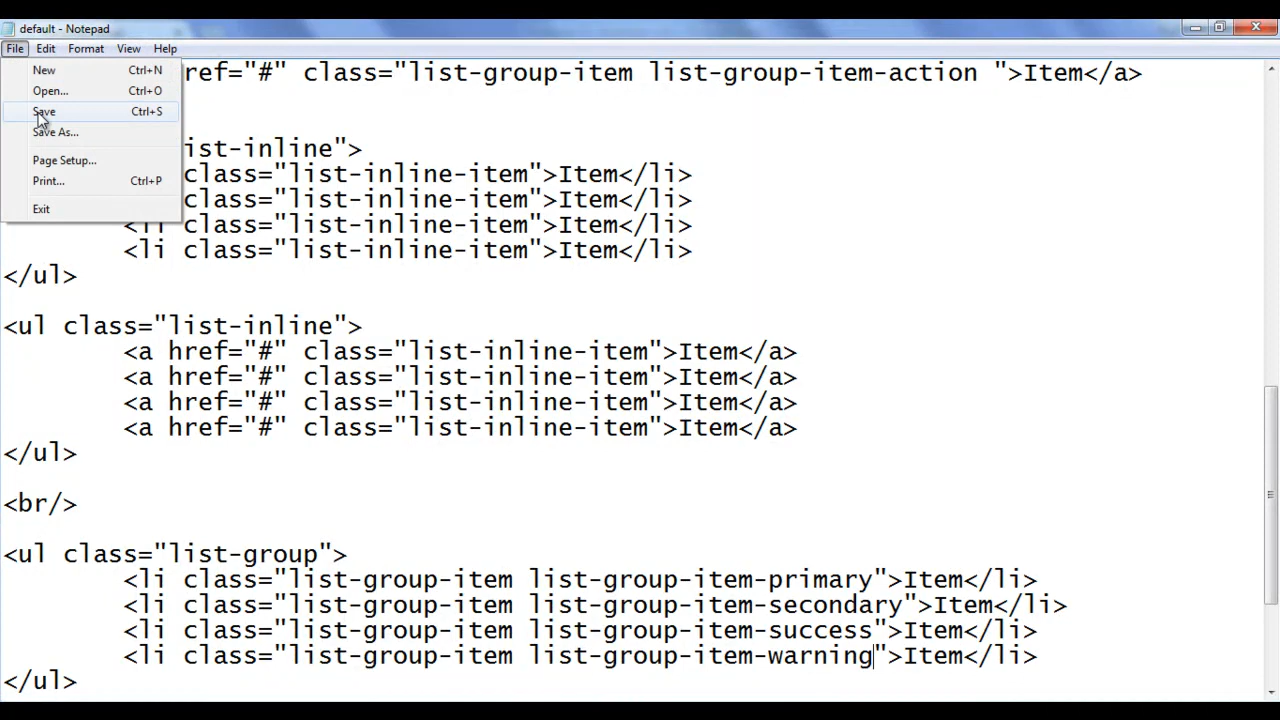 default - Notepad
File Edit Format View Help
New Ctrl+N
Open... Ctrl+O
Save Ctrl+S
Save As...
Page Setup...
Print... Ctrl+P
Exit
ref="#" class="list-group-item list-group-item-action ">Item</a>
ist-inline">
class="list-inline-item">Item</li>
class="list-inline-item">Item</li>
<li class="list-inline-item">Item</li>
<li class="list-inline-item">Item</li>
</ul>
<ul class="list-inline">
<a href="#" class="list-inline-item">Item</a>
<a href="#" class="list-inline-item">Item</a>
<a href="#" class="list-inline-item">Item</a>
<a href="#" class="list-inline-item">Item</a>
</ul>
<br/>
<ul class="list-group">
<li class="list-group-item list-group-item-primary">Item</li>
<li class="list-group-item list-group-item-secondary">Item</li>
<li class="list-group-item list-group-item-success">Item</li>
<li class="list-group-item list-group-item-warning">Item</li>
</ul>